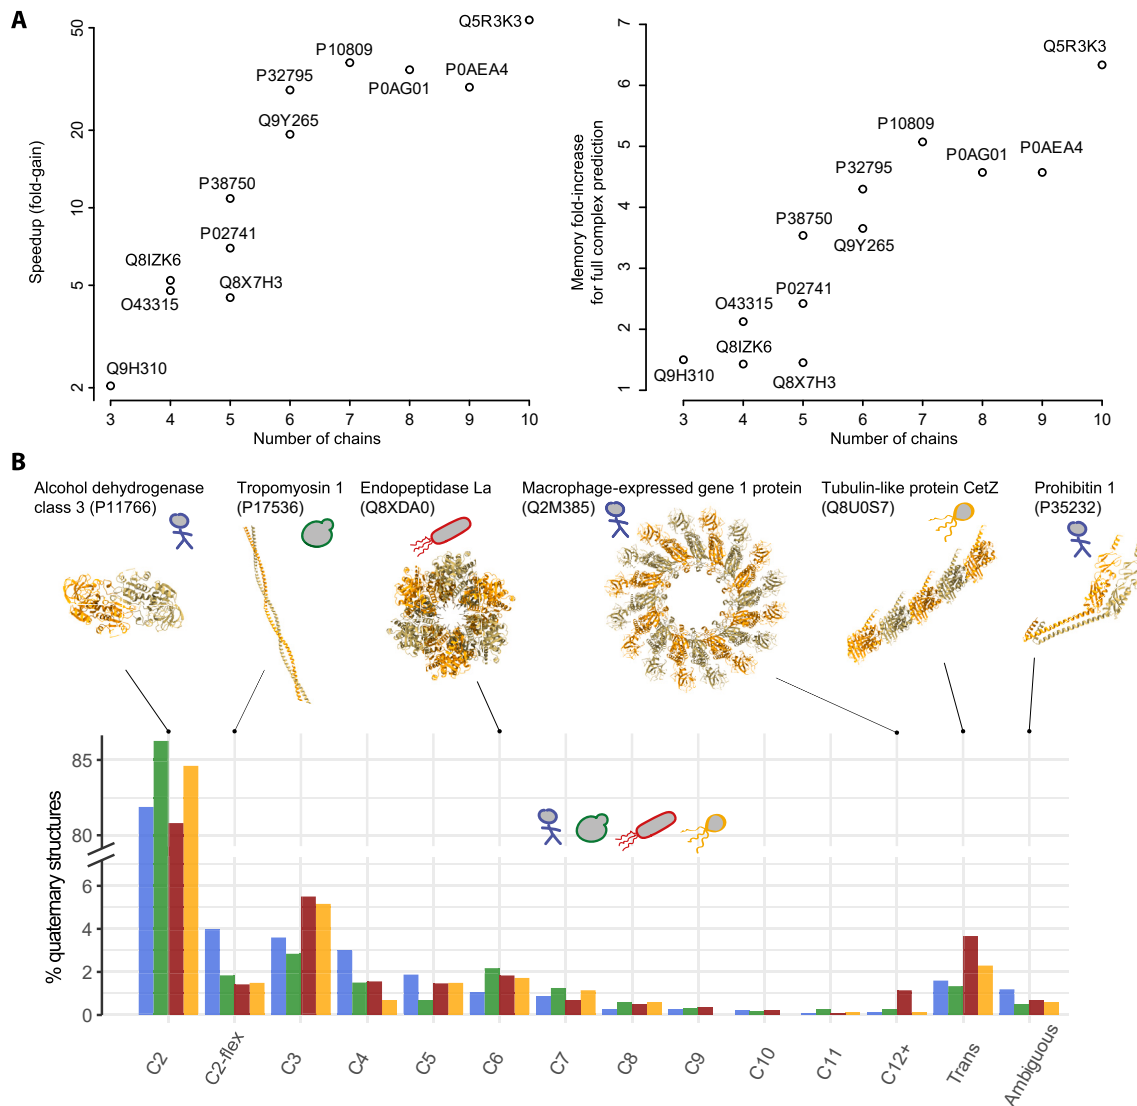 A
Speedup (fold-gain)
50
20
10
5
2
Q5R3K3
P10809
P32795
P0AEA4
P0AG01
Q9Y265
P38750
P02741
Q8IZK6
Q8X7H3
O43315
Q9H310
3 4 5 6 7 8 9 10
Number of chains
Memory fold-increase
for full complex prediction
7
6
5
4
3
2
1
Q5R3K3
P10809
P0AG01
P0AEA4
P32795
P38750
Q9Y265
P02741
O43315
Q8IZK6
Q9H310
Q8X7H3
3 4 5 6 7 8 9 10
Number of chains
B
Alcohol dehydrogenase
class 3 (P11766)
Tropomyosin 1
(P17536)
Endopeptidase La
(Q8XDA0)
Macrophage-expressed gene 1 protein
(Q2M385)
Tubulin-like protein CetZ
(Q8U0S7)
Prohibitin 1
(P35232)
% quaternary structures
85
80
6
4
2
0
C2 C2-flex C3 C4 C5 C6 C7 C8 C9 C10 C11 C12+ Trans Ambiguous